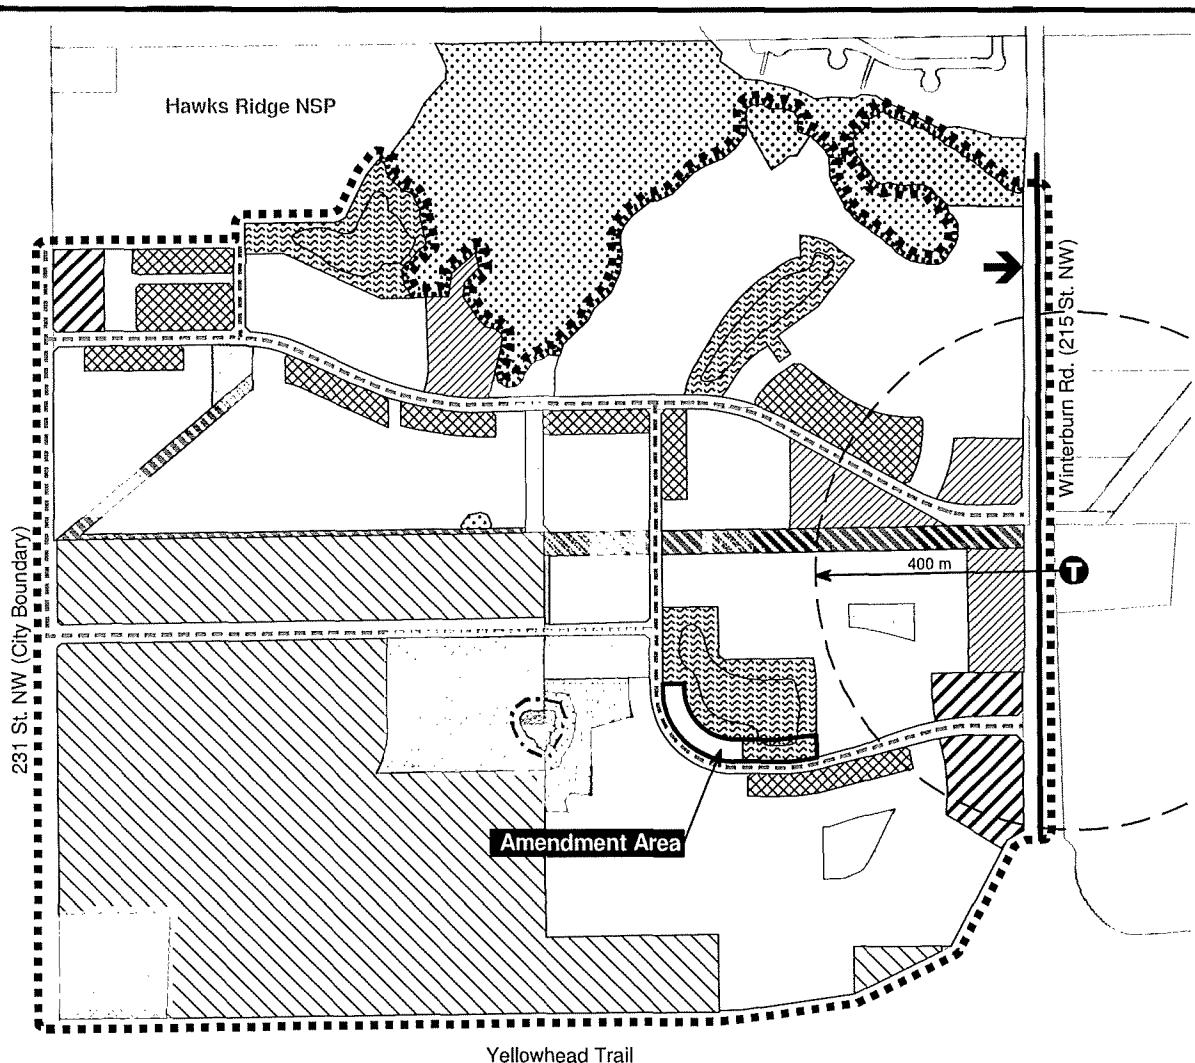 Hawks Ridge NSP
Winterburn Rd. (215 St. NW)
400 m
T
231 St. NW (City Boundary)
Amendment Area
Yellowhead Trail